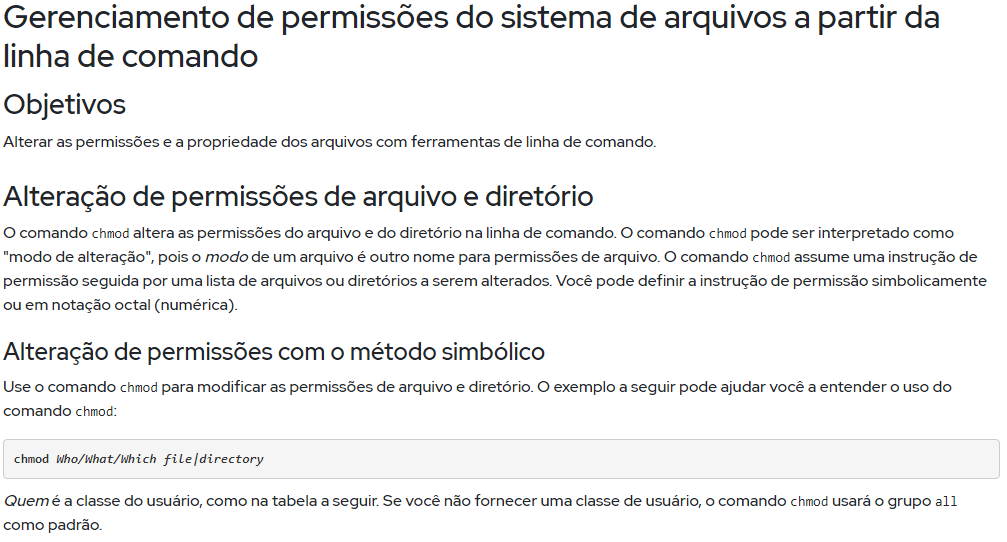 Gerenciamento de permissões do sistema de arquivos a partir da
linha de comando
Objetivos
Alterar as permissões e a propriedade dos arquivos com ferramentas de linha de comando.
Alteração de permissões de arquivo e diretório
O comando chmod altera as permissões do arquivo e do diretório na linha de comando. O comando chmod pode ser interpretado como
"modo de alteração", pois o modo de um arquivo é outro nome para permissões de arquivo. O comando chmod assume uma instrução de
permissão seguida por uma lista de arquivos ou diretórios a serem alterados. Você pode definir a instrução de permissão simbolicamente
ou em notação octal (numérica).
Alteração de permissões com o método simbólico
Use o comando chmod para modificar as permissões de arquivo e diretório. O exemplo a seguir pode ajudar você a entender o uso do
comando chmod:
chmod Who/What/Which file|directory
Quem é a classe do usuário, como na tabela a seguir. Se você não fornecer uma classe de usuário, o comando chmod usará o grupo all
como padrão.